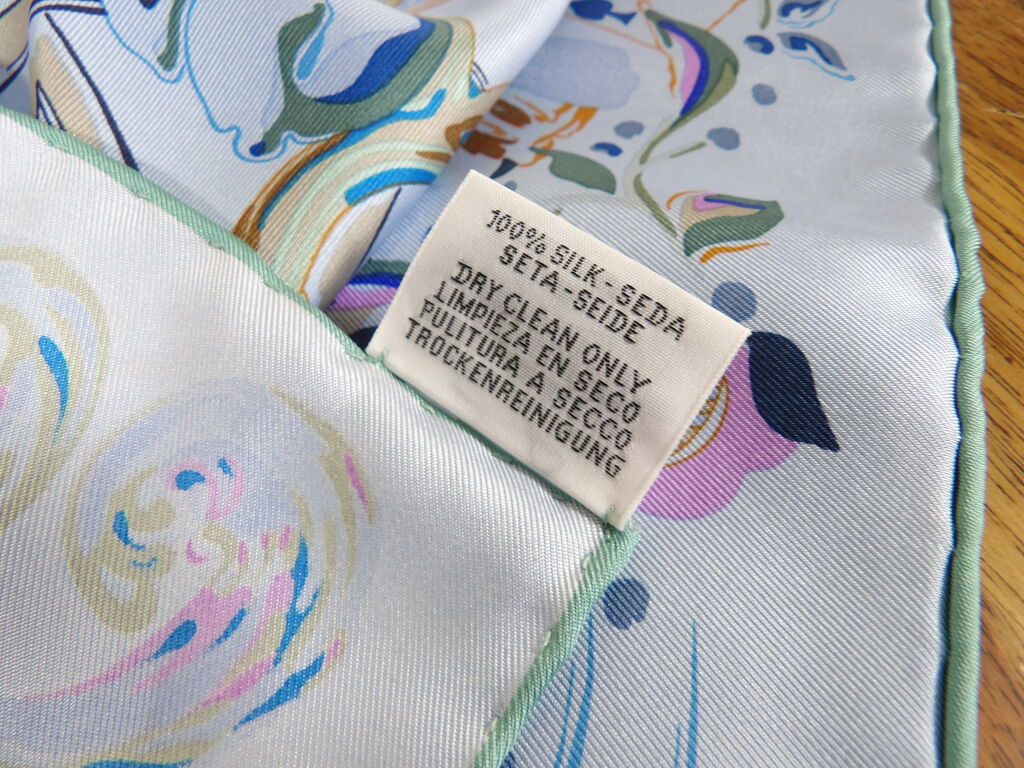 100% SILK-SEDA
SETA-SEIDE
DRY CLEAN ONLY
LIMPIEZA EN SECO
PULITURA A SECCO
TROCKENREINIGUNG